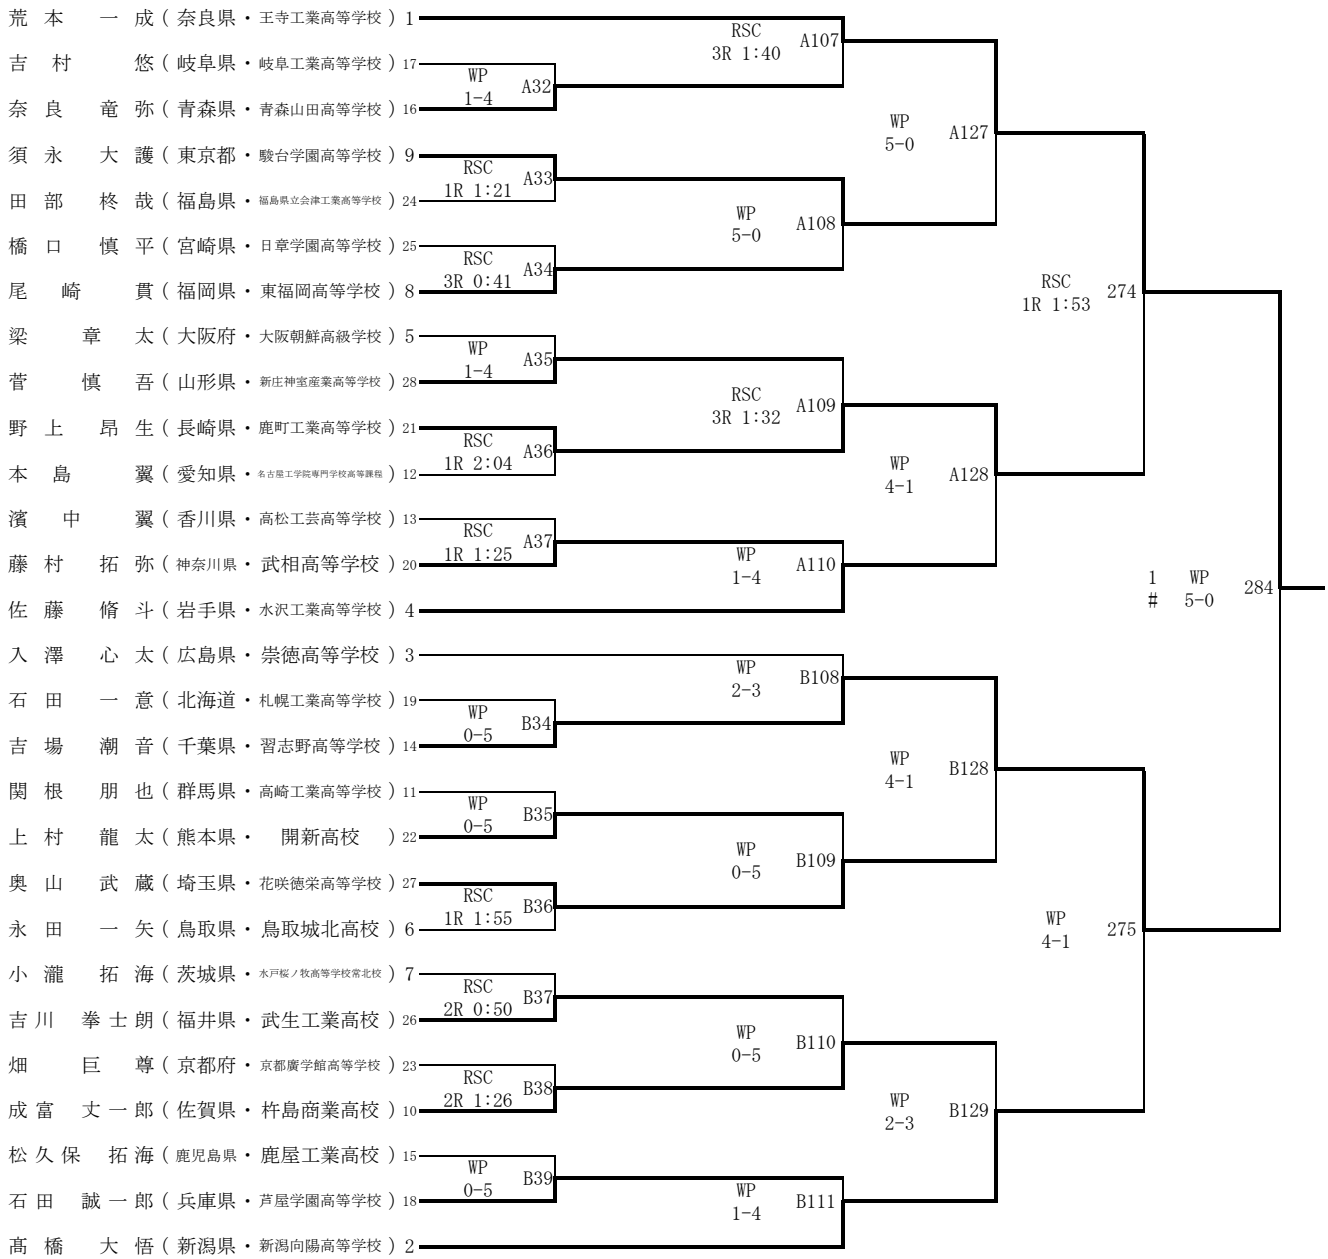 荒本 一成 ( 奈良県・王寺工業高等学校 ) 1
RSC
3R 1:40
A107
吉村 悠 ( 岐阜県・岐阜工業高等学校 ) 17
WP
1-4
A32
奈良 竜弥 ( 青森県・青森山田高等学校 ) 16
WP
5-0
A127
須永 大護 ( 東京都・駿台学園高等学校 ) 9
RSC
1R 1:21
A33
田部 柊哉 ( 福島県・福島県立会津工業高等学校 ) 24
WP
5-0
A108
橋口 慎平 ( 宮崎県・日章学園高等学校 ) 25
RSC
3R 0:41
A34
尾崎 貫 ( 福岡県・東福岡高等学校 ) 8
RSC
1R 1:53
274
梁 章太 ( 大阪府・大阪朝鮮高級学校 ) 5
WP
1-4
A35
菅 慎吾 ( 山形県・新庄神室産業高等学校 ) 28
RSC
3R 1:32
A109
野上 昂生 ( 長崎県・鹿町工業高等学校 ) 21
RSC
1R 2:04
A36
本島 翼 ( 愛知県・名古屋工学院専門学校高等課程 ) 12
WP
4-1
A128
濱中 翼 ( 香川県・高松工芸高等学校 ) 13
RSC
1R 1:25
A37
藤村 拓弥 ( 神奈川県・武相高等学校 ) 20
WP
1-4
A110
佐藤 脩斗 ( 岩手県・水沢工業高等学校 ) 4
1 WP
# 5-0
284
入澤 心太 ( 広島県・崇徳高等学校 ) 3
WP
2-3
B108
石田 一意 ( 北海道・札幌工業高等学校 ) 19
WP
0-5
B34
吉場 潮音 ( 千葉県・習志野高等学校 ) 14
WP
4-1
B128
関根 朋也 ( 群馬県・高崎工業高等学校 ) 11
WP
0-5
B35
上村 龍太 ( 熊本県・ 開新高校 ) 22
WP
0-5
B109
奥山 武蔵 ( 埼玉県・花咲徳栄高等学校 ) 27
RSC
1R 1:55
B36
永田 一矢 ( 鳥取県・鳥取城北高校 ) 6
WP
4-1
275
小瀧 拓海 ( 茨城県・水戸桜ノ牧高等学校常北校 ) 7
RSC
2R 0:50
B37
吉川 拳士朗 ( 福井県・武生工業高校 ) 26
WP
0-5
B110
畑 巨尊 ( 京都府・京都廣学館高等学校 ) 23
RSC
2R 1:26
B38
成富 丈一郎 ( 佐賀県・杵島商業高校 ) 10
WP
2-3
B129
松久保 拓海 ( 鹿児島県・鹿屋工業高校 ) 15
WP
0-5
B39
石田 誠一郎 ( 兵庫県・芦屋学園高等学校 ) 18
WP
1-4
B111
髙橋 大悟 ( 新潟県・新潟向陽高等学校 ) 2